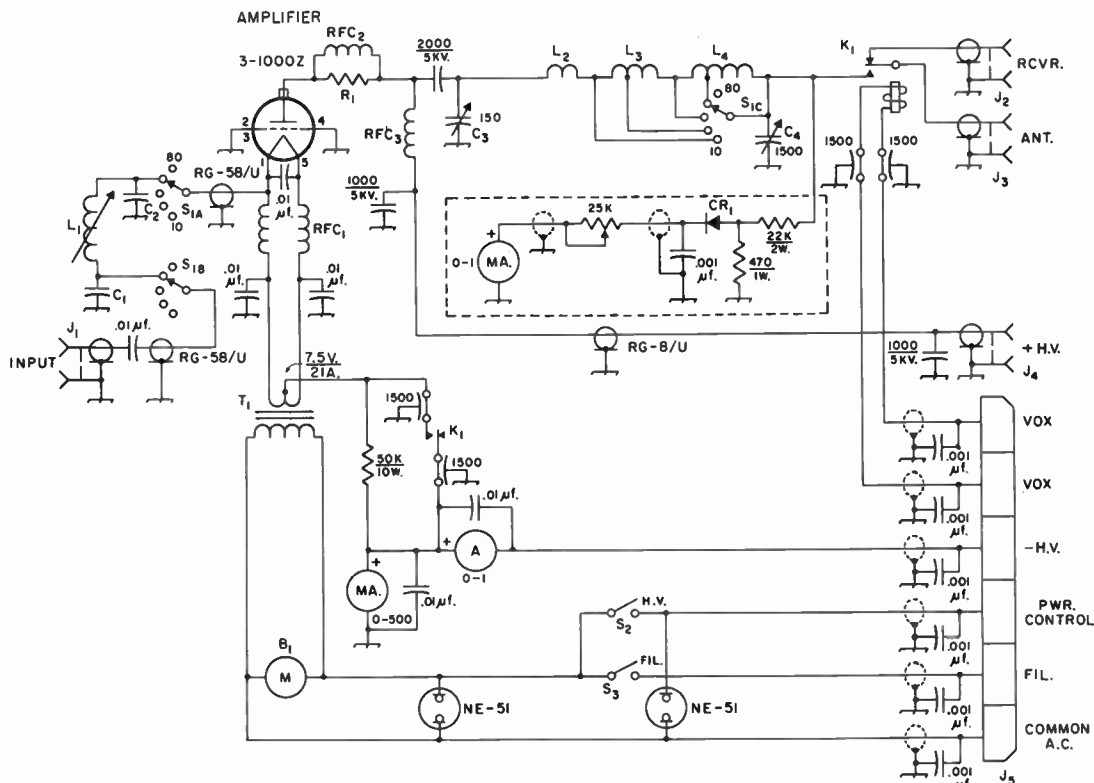 AMPLIFIER
RFC2
3-1000Z
R1
2000
5KV.
L2
L3
L4
K1
RCVR.
J2
2
3
4
1
5
RFC3
150
C3
80
S1C
10
C4
1500
1500
1500
ANT.
J3
80
RG-58/U
.01
μf.
L1
C2
S1A
10
RFC1
1000
5KV.
25K
CR1
22K
2W.
+
0-1
MA.
.001
μf.
470
1W.
S1B
C1
.01
μf.
.01
μf.
J1
.01μf.
INPUT
RG-58/U
RG-8/U
1000
5KV.
+H.V.
J4
7.5V.
21A.
T1
1500
K1
1500
50K
10W.
.01μf.
+
A
0-1
+
MA.
0-500
.01μf.
VOX
.001
μf.
VOX
.001
μf.
-H.V.
.001
μf.
H.V.
S2
PWR.
CONTROL
.001
μf.
B1
M
FIL.
S3
FIL.
.001
μf.
NE-51
NE-51
COMMON
A.C.
.001
μf.
J5